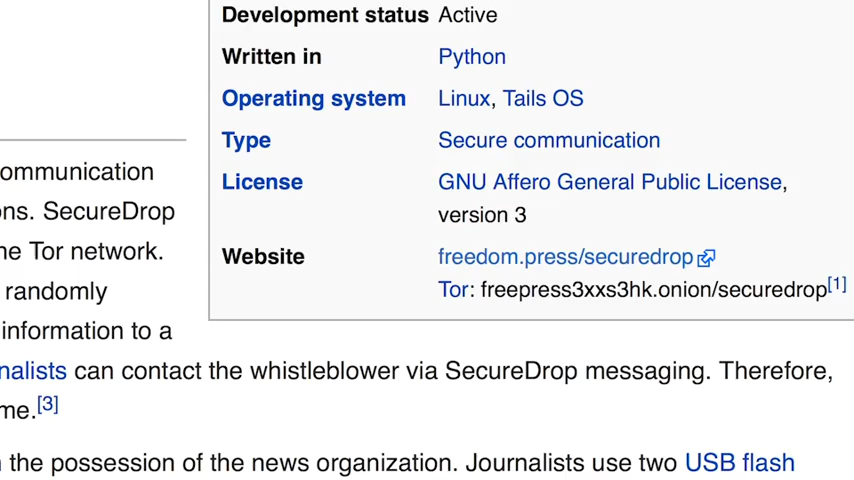 Development status Active
Written in Python
Operating system Linux, Tails OS
Type Secure communication
License GNU Affero General Public License,
version 3
Website freedom.press/securedrop
Tor: freepress3xxs3hk.onion/securedrop[1]
ommunication
ons. SecureDrop
he Tor network.
randomly
information to a
nalists can contact the whistleblower via SecureDrop messaging. Therefore,
me.[3]
the possession of the news organization. Journalists use two USB flash